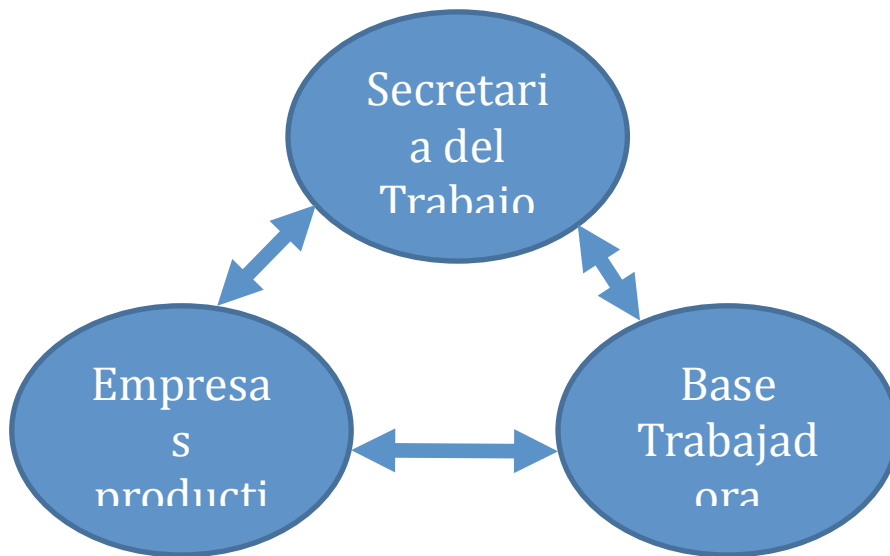 Secretari
a del
Trabajo
Empresa
s
producti
Base
Trabajad
ora